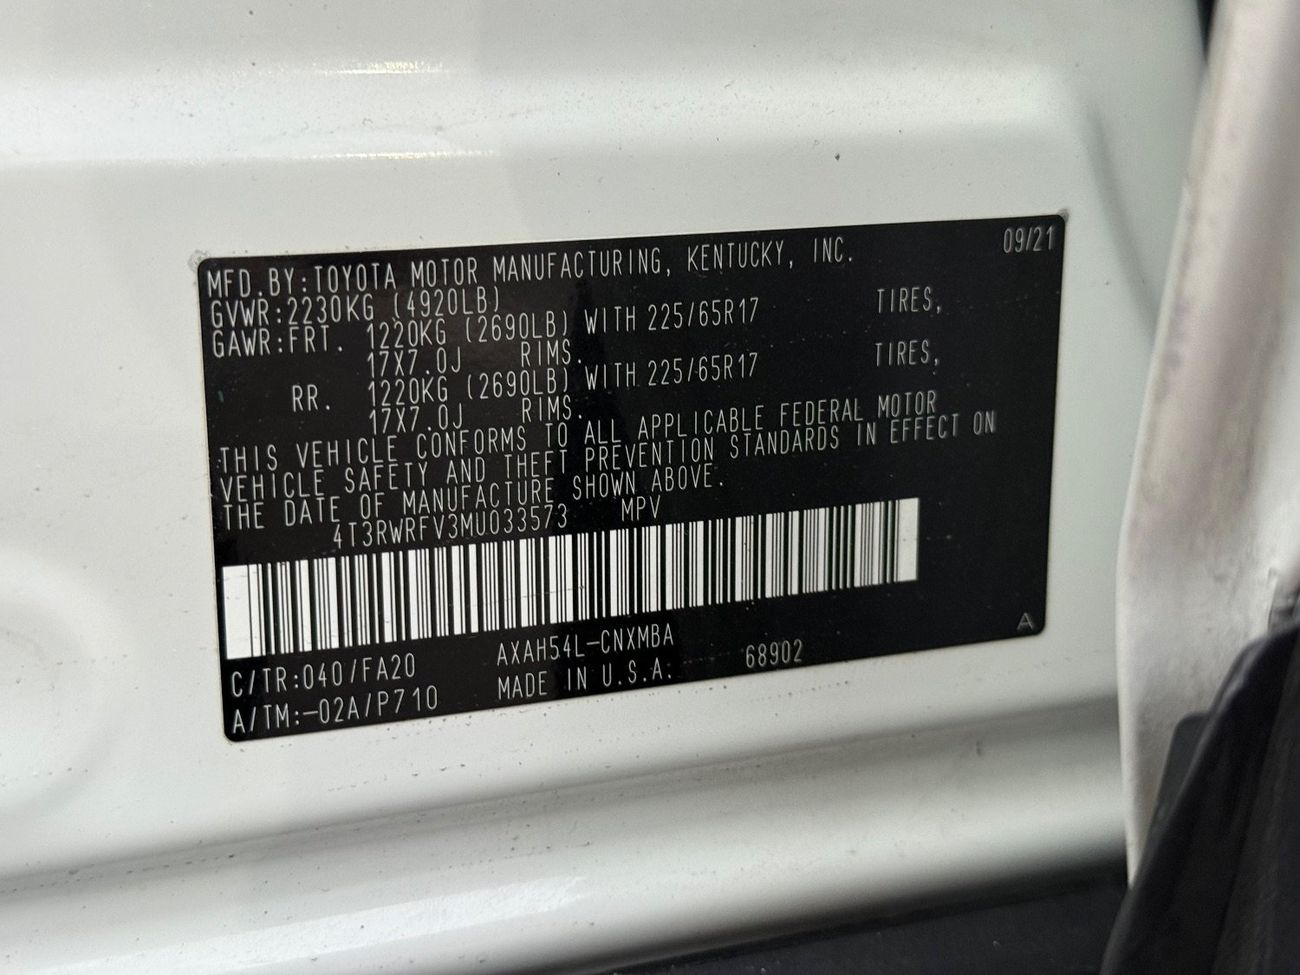 09/21
MFD.BY:TOYOTA MOTOR MANUFACTURING, KENTUCKY, INC.
GVWR:2230KG (4920LB)
GAWR:FRT. 1220KG (2690LB) WITH 225/65R17 TIRES,
17X7.0J RIMS.
RR. 1220KG (2690LB) WITH 225/65R17 TIRES,
17X7.0J RIMS.
THIS VEHICLE CONFORMS TO ALL APPLICABLE FEDERAL MOTOR
VEHICLE SAFETY AND THEFT PREVENTION STANDARDS IN EFFECT ON
THE DATE OF MANUFACTURE SHOWN ABOVE.
4T3RWRFV3MU033573 MPV
A
C/TR:040/FA20 AXAH54L-CNXMBA
A/TM:-02A/P710 MADE IN U.S.A. 68902